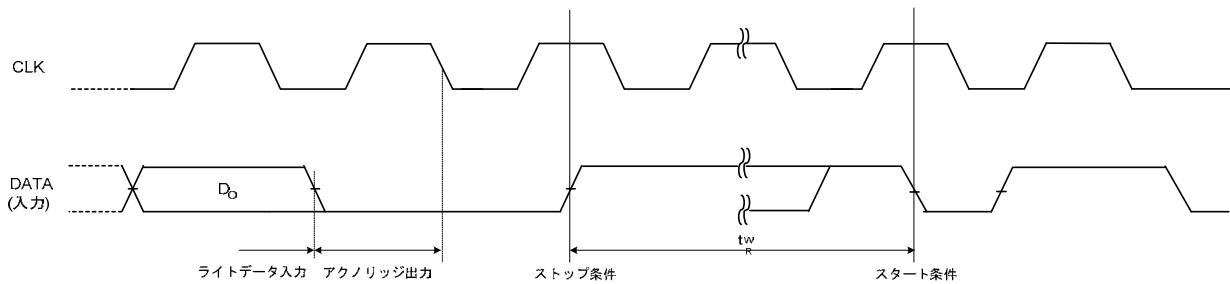 CLK
DATA
(入力)
D0
tWR
ライトデータ入力
アクノリッジ出力
ストップ条件
スタート条件